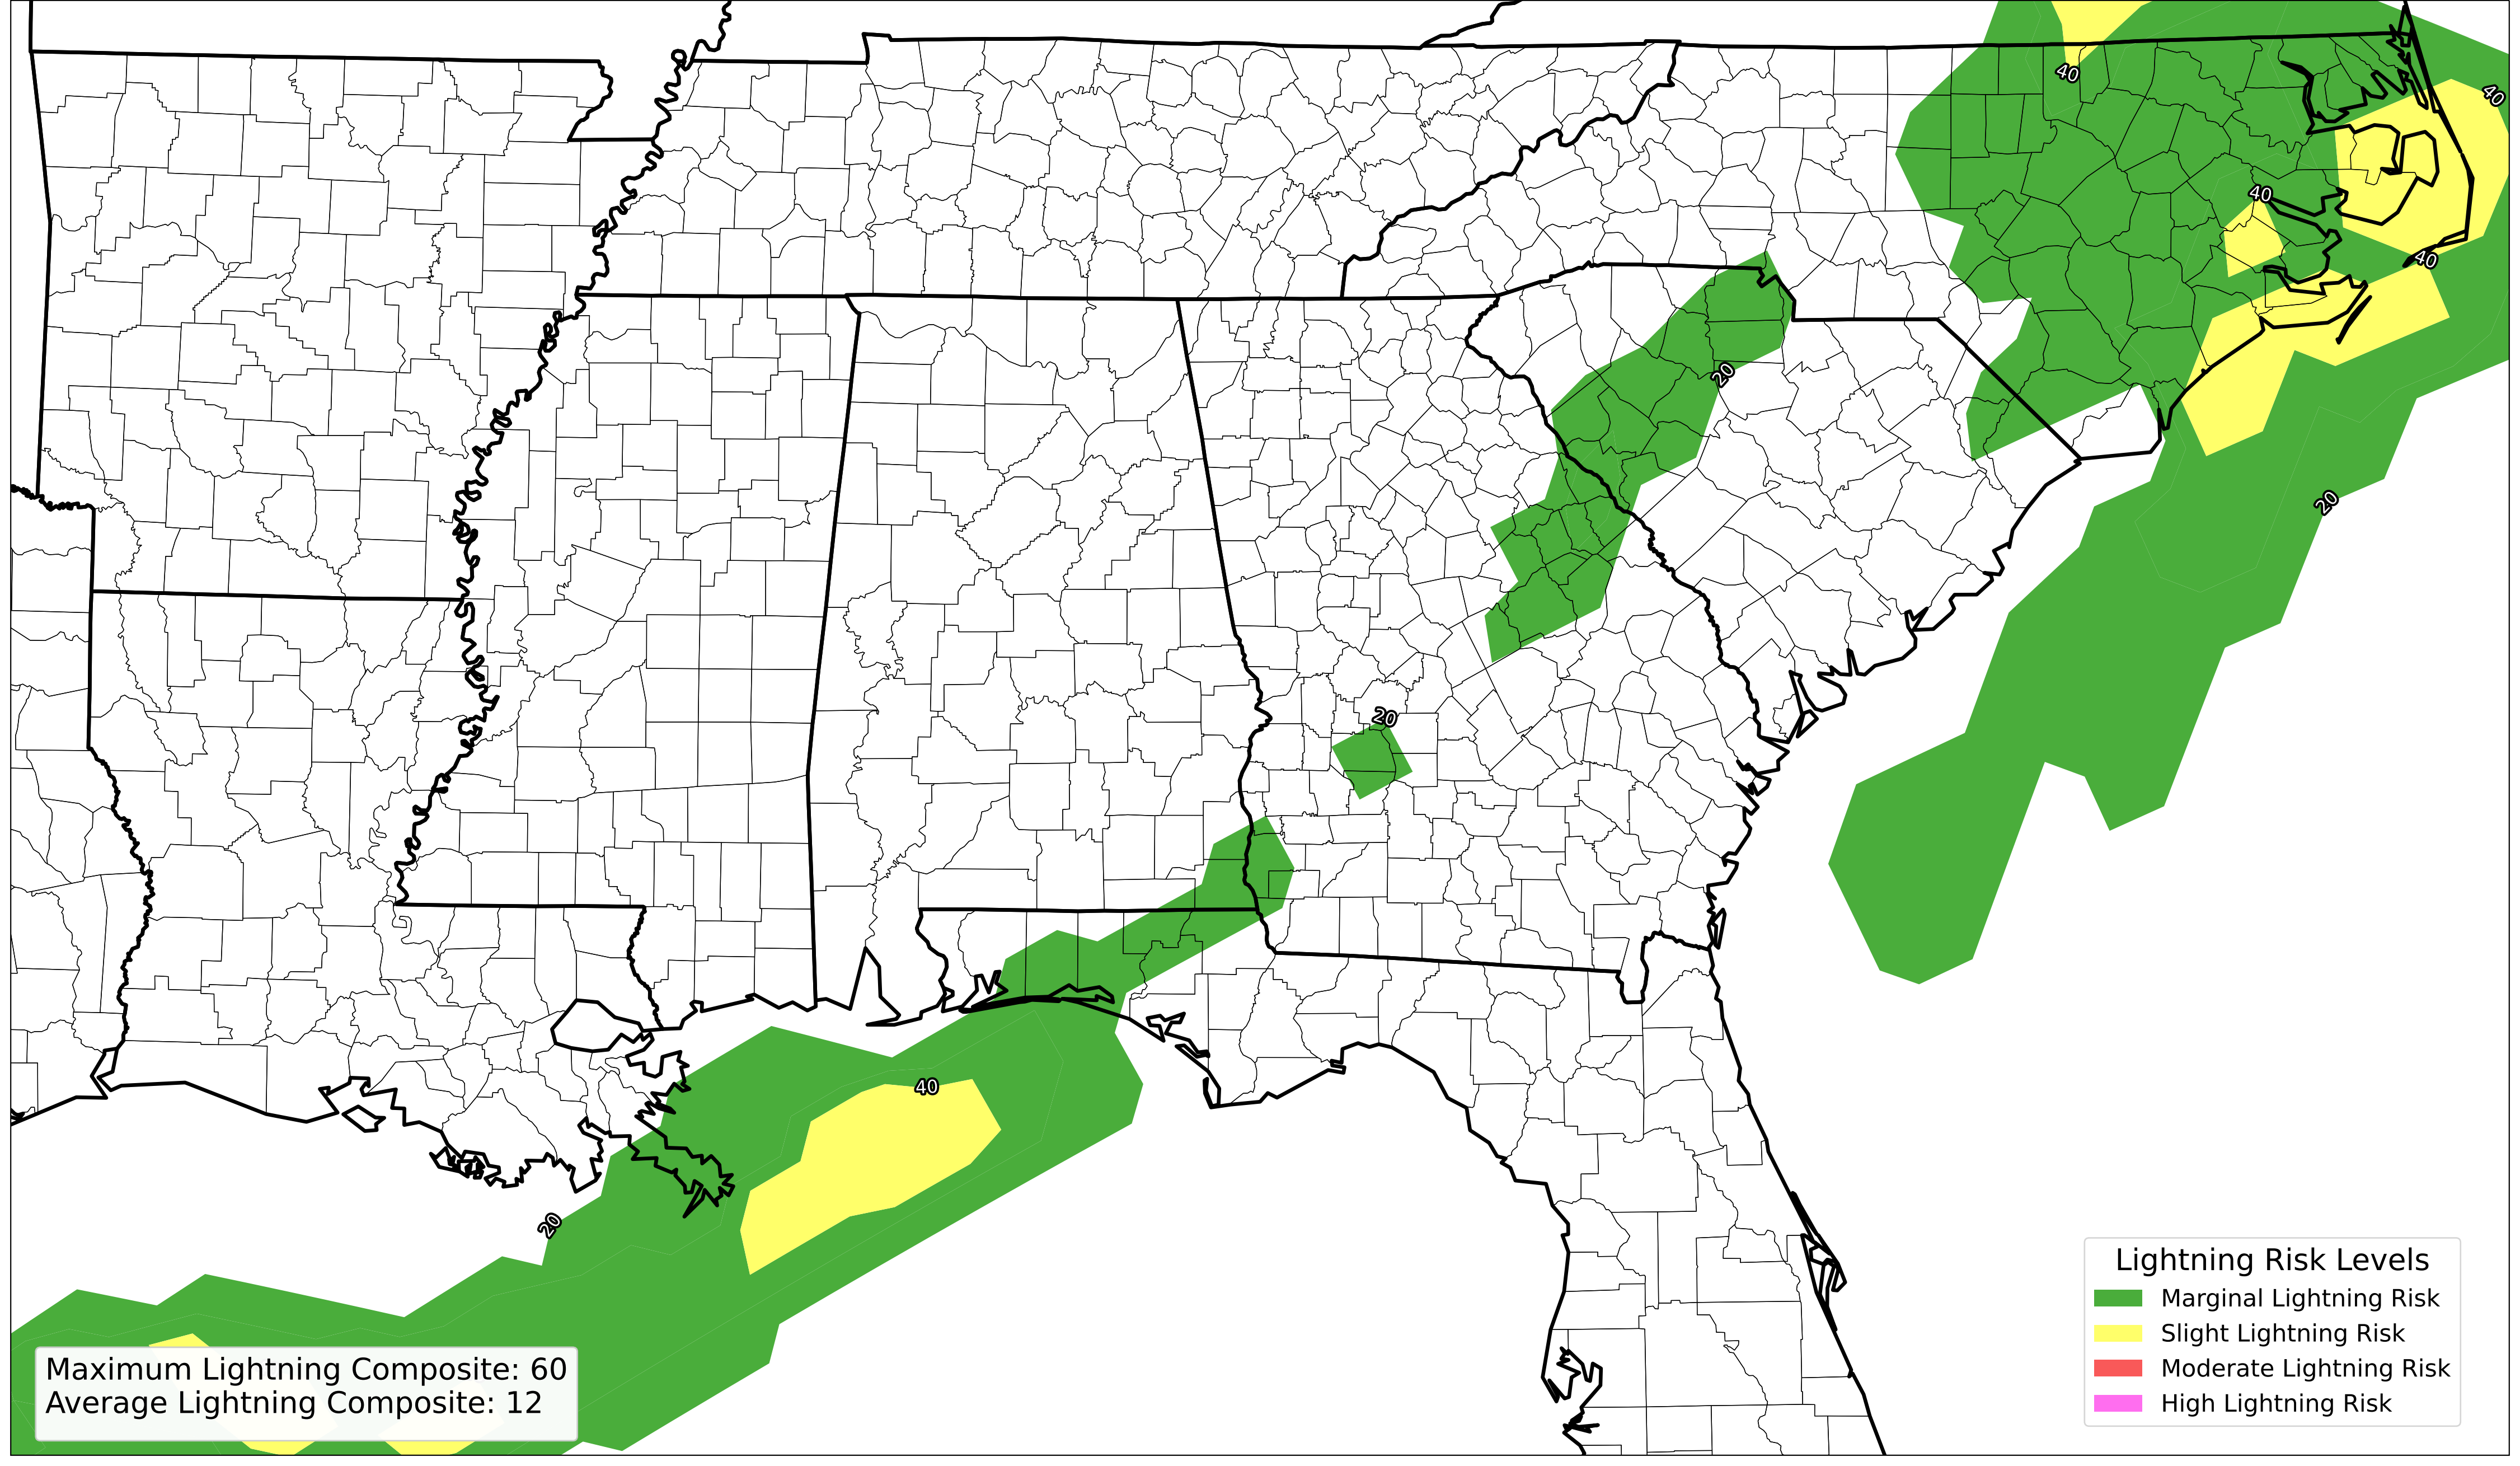 40
40
40
40
20
20
20
40
20
Lightning Risk Levels
Marginal Lightning Risk
Slight Lightning Risk
Moderate Lightning Risk
High Lightning Risk
Maximum Lightning Composite: 60
Average Lightning Composite: 12